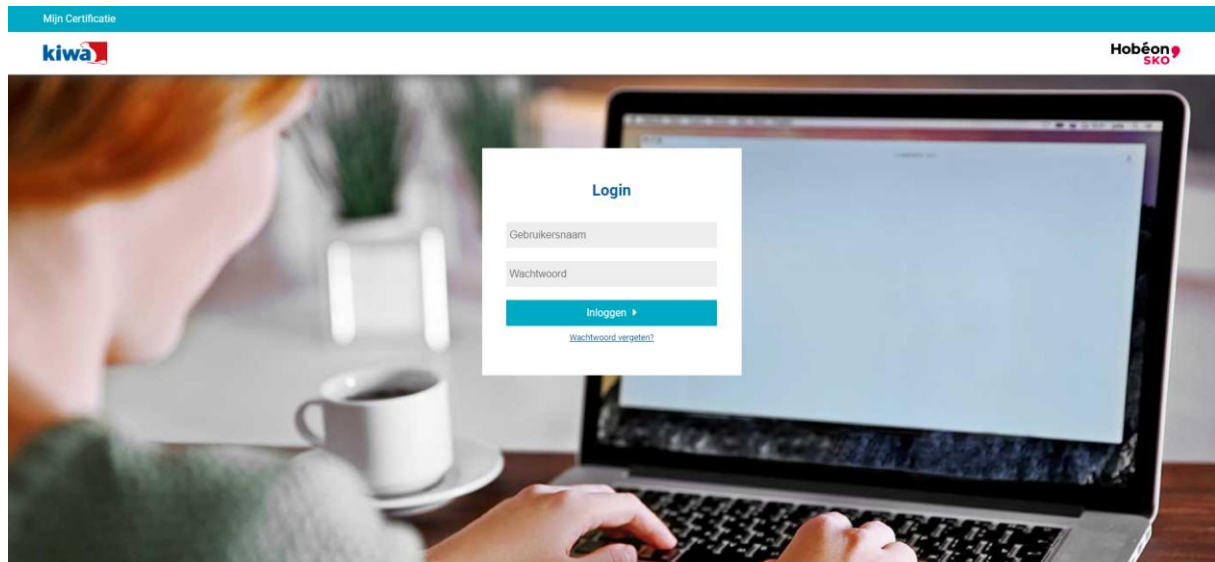 Mijn Certificatie
kiwa
Hobéon
SKO
Login
Gebruikersnaam
Wachtwoord
Inloggen
Wachtwoord vergeten?